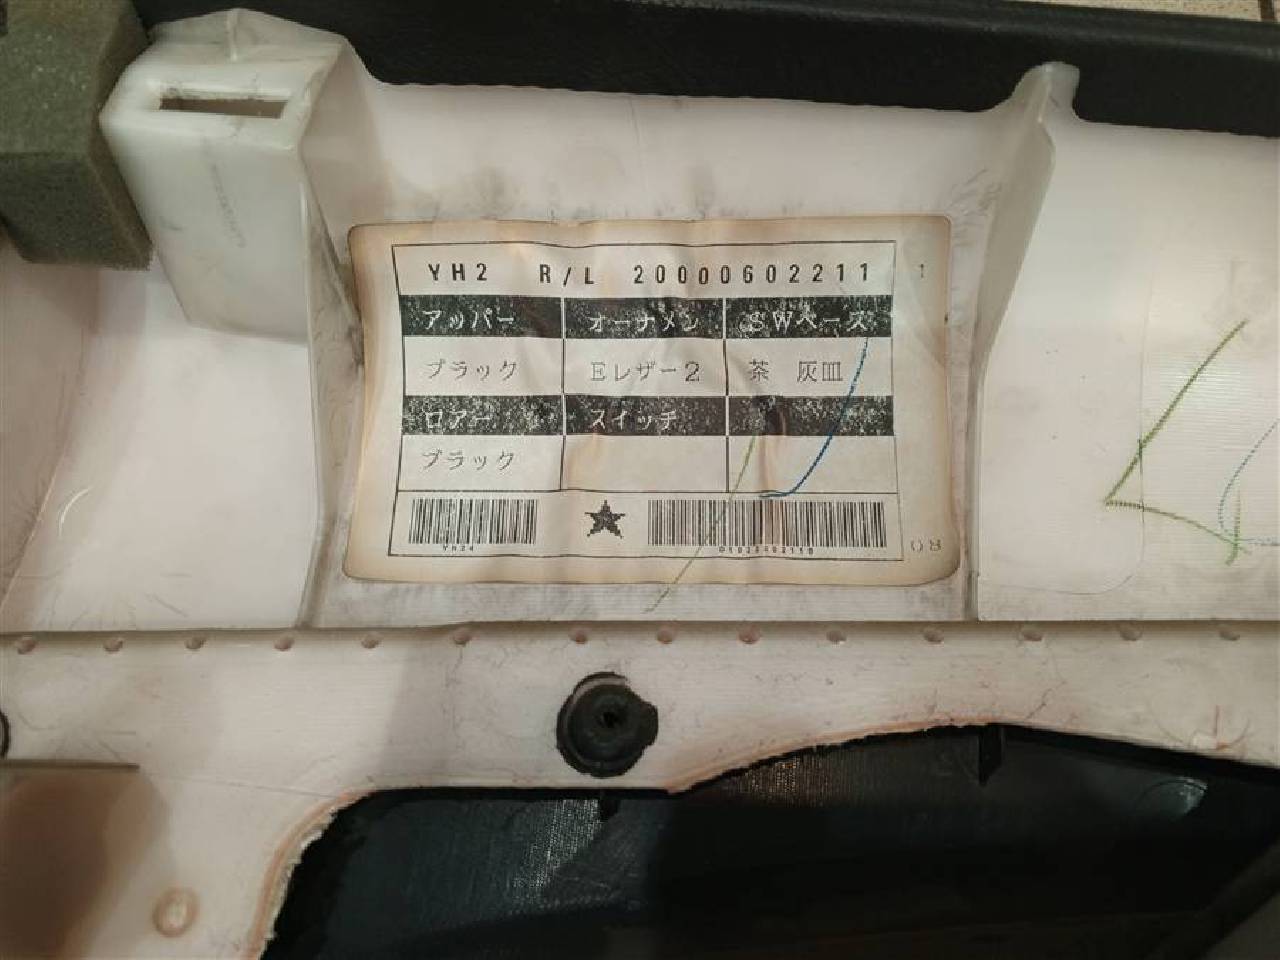 YH2 R/L 20000602211 1
アッパー オーナメン SWベース
ブラック Eレザー2 茶 灰皿
ロアー スイッチ
ブラック
YH24
RO